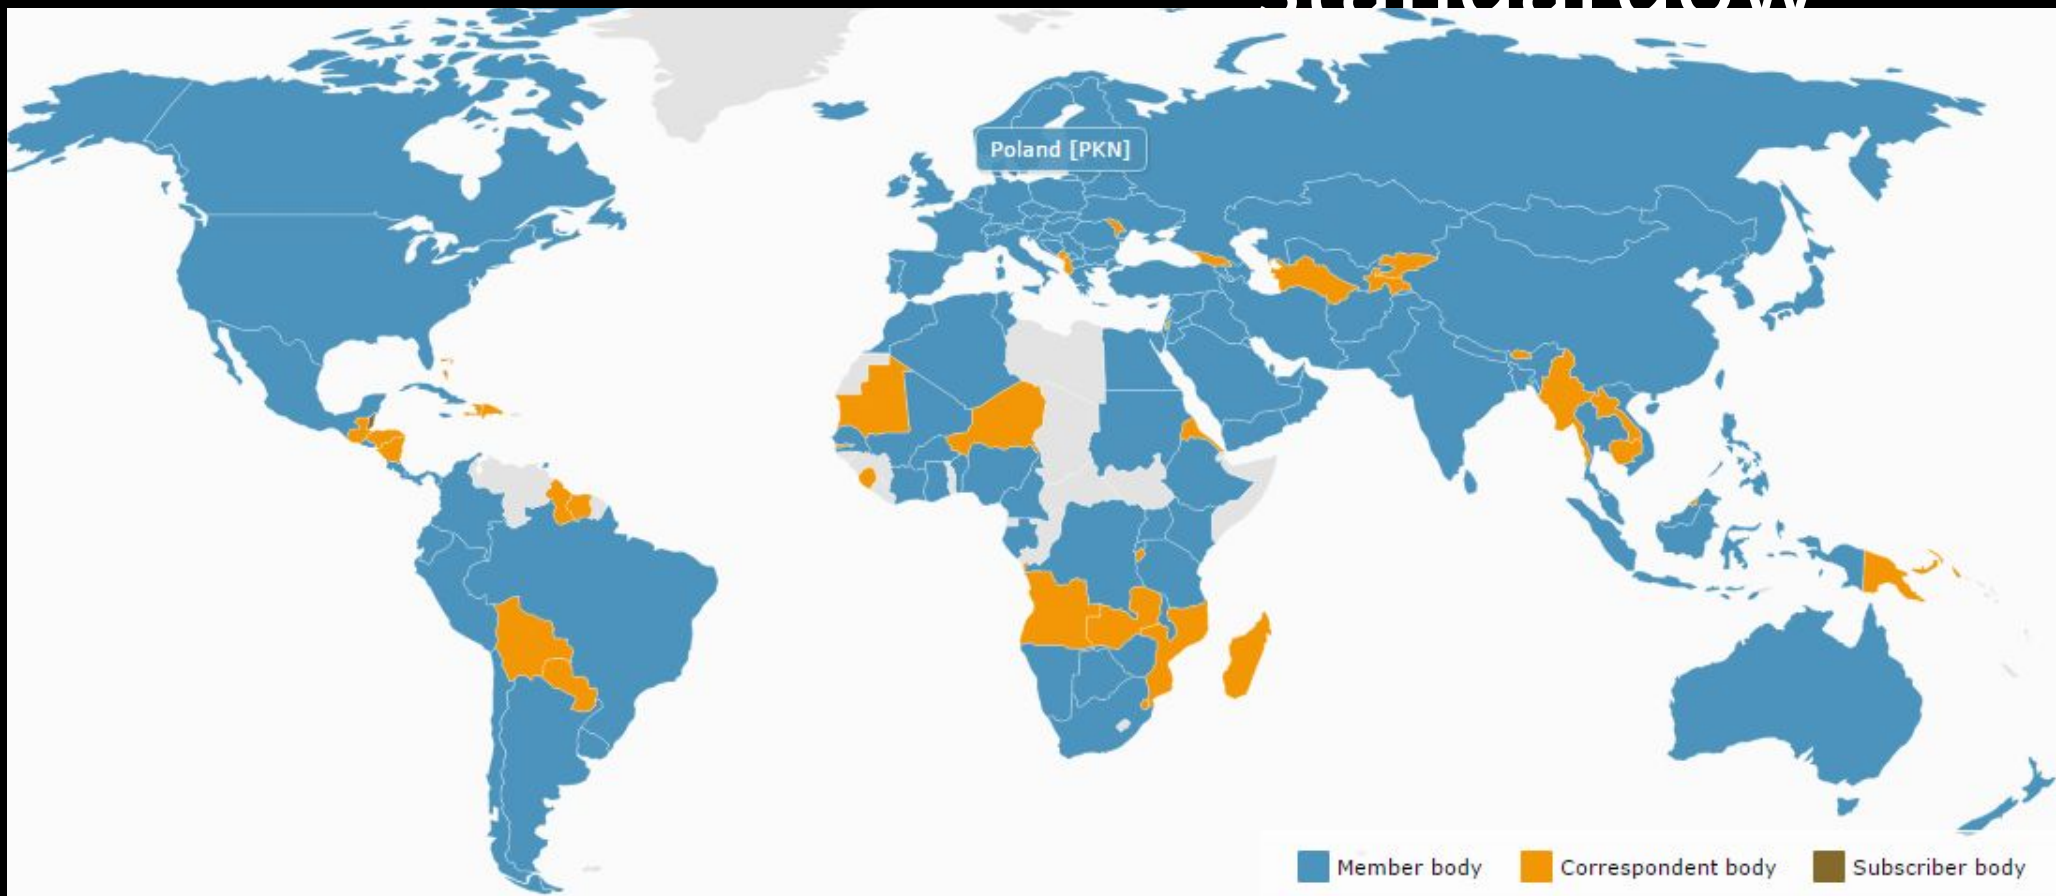 Poland [PKN]
Member body
Correspondent body
Subscriber body